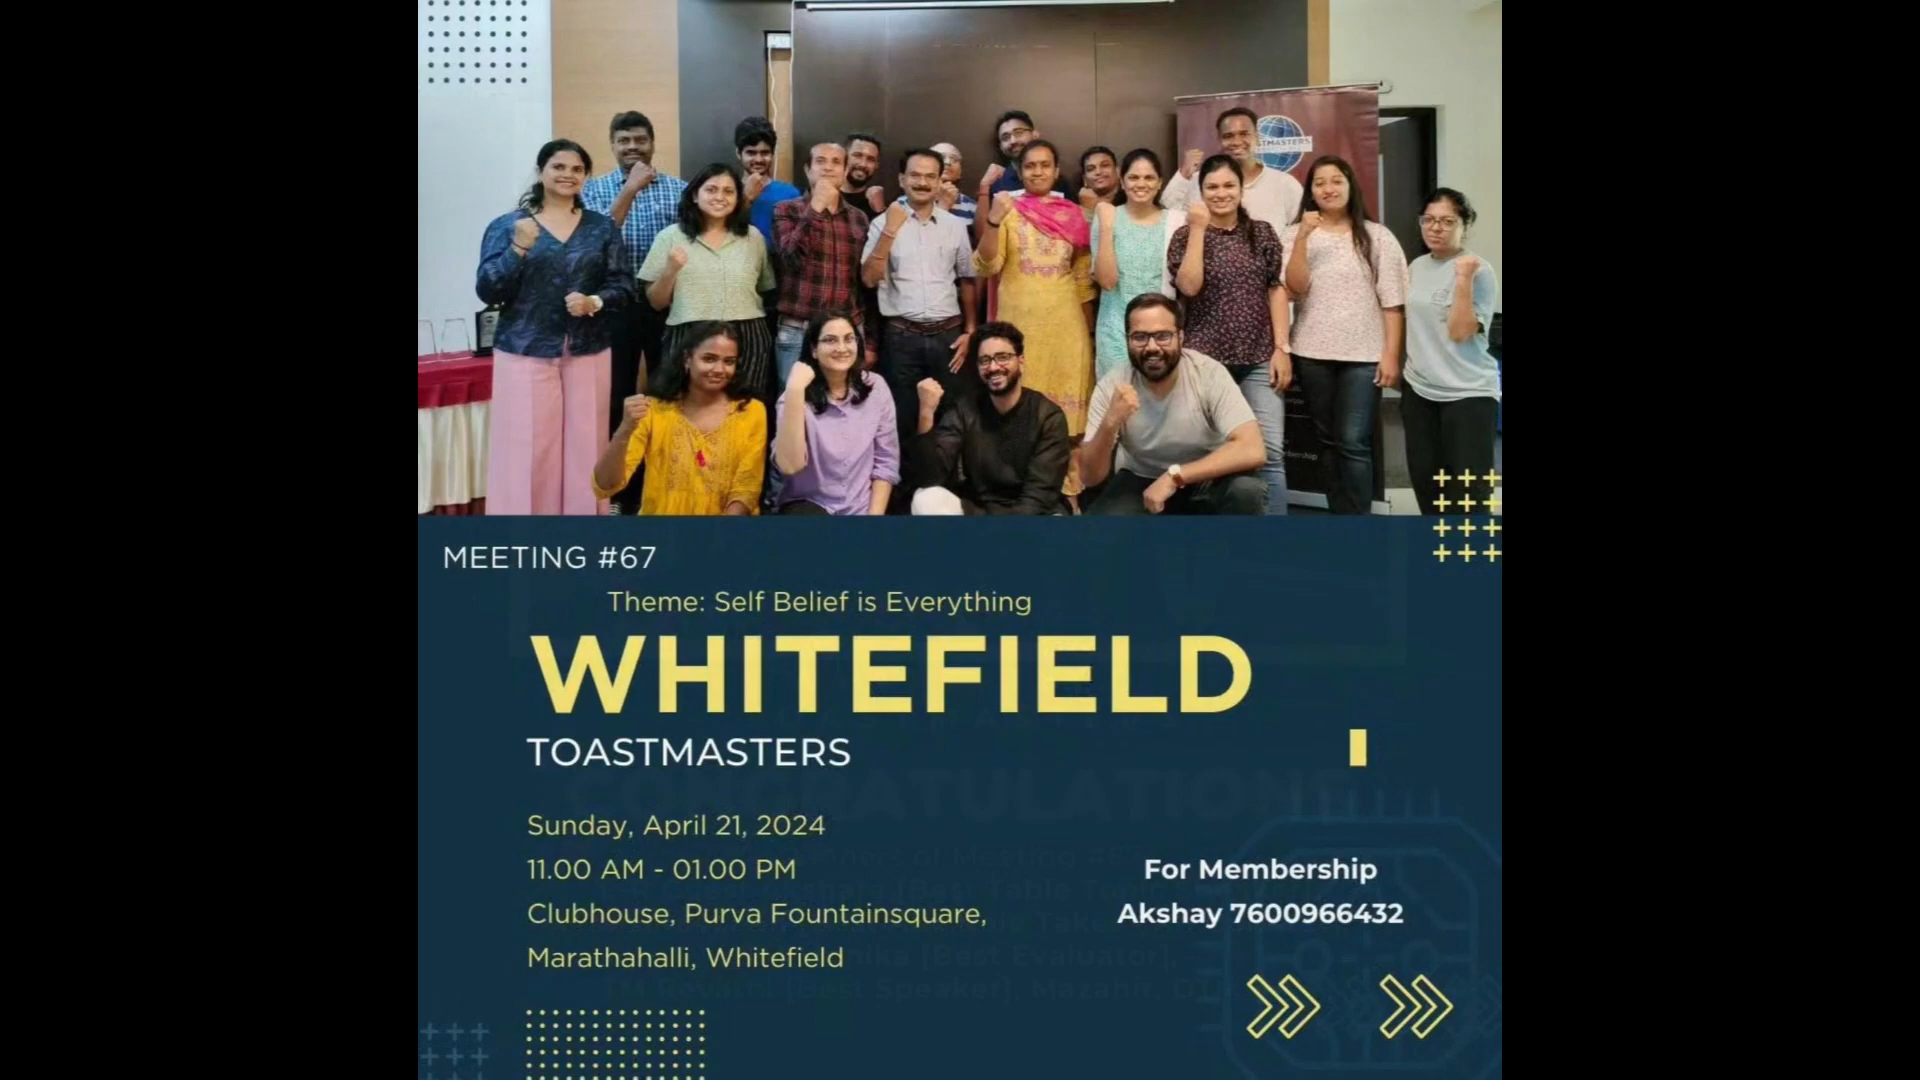 STMASTERS
MEETING #67
Theme: Self Belief is Everything
WHITEFIELD
TOASTMASTERS
Sunday, April 21, 2024
11.00 AM - 01.00 PM
Clubhouse, Purva Fountainsquare,
Marathahalli, Whitefield
For Membership
Akshay 7600966432